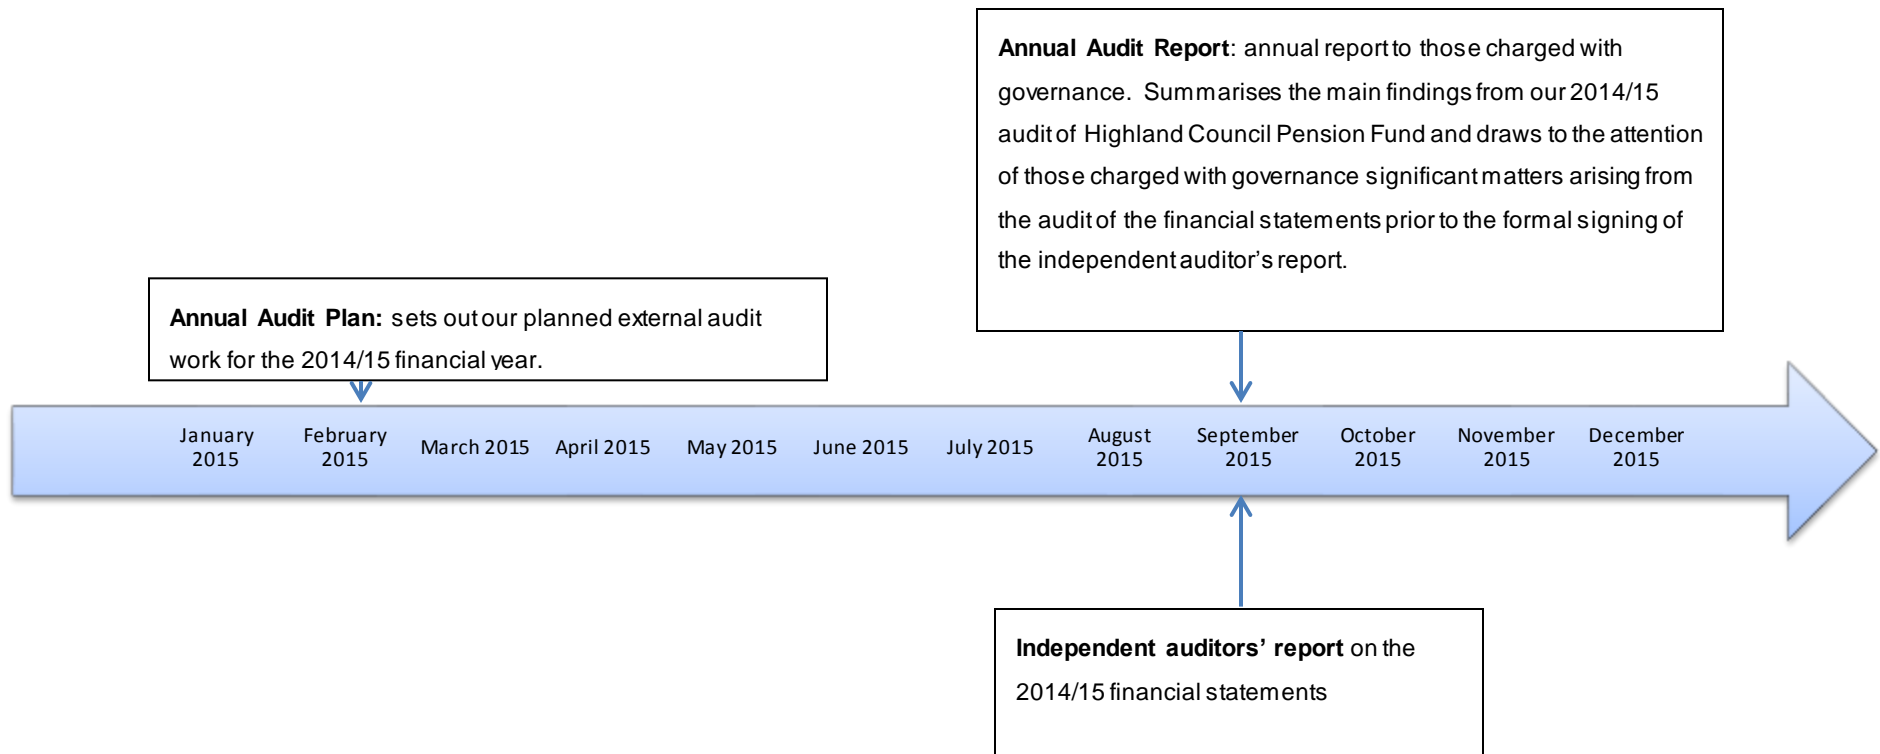 Annual Audit Report: annual report to those charged with
governance. Summarises the main findings from our 2014/15
audit of Highland Council Pension Fund and draws to the attention
of those charged with governance significant matters arising from
the audit of the financial statements prior to the formal signing of
the independent auditor's report.
Annual Audit Plan: sets out our planned external audit
work for the 2014/15 financial year.
January
2015
February
2015
March 2015
April 2015
May 2015
June 2015
July 2015
August
2015
September
2015
October
2015
November
2015
December
2015
Independent auditors' report on the
2014/15 financial statements